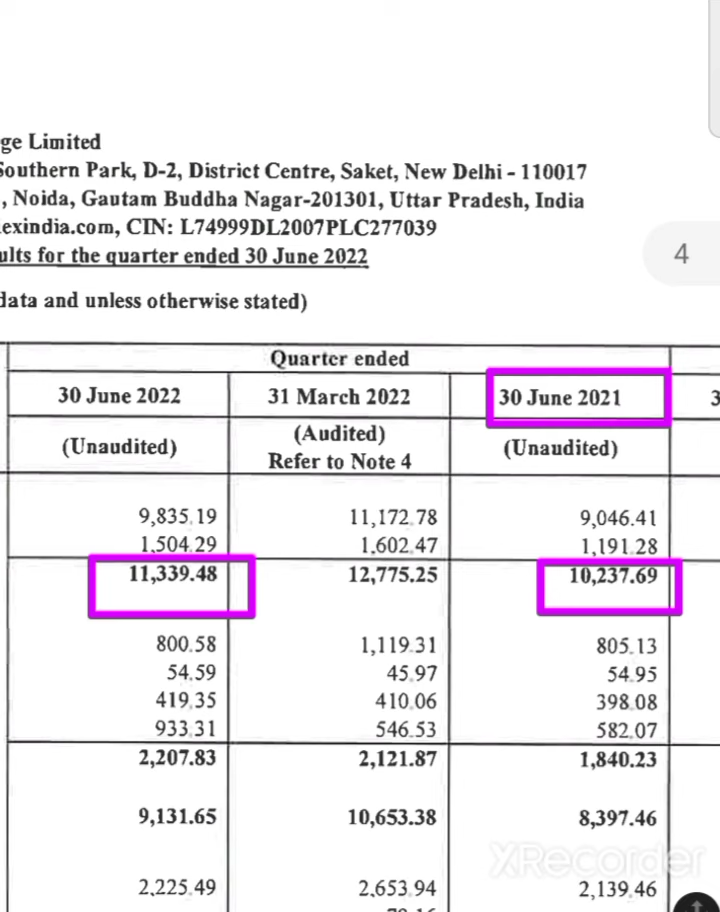 ge Limited
Southern Park, D-2, District Centre, Saket, New Delhi - 110017
, Noida, Gautam Buddha Nagar-201301, Uttar Pradesh, India
exindia.com, CIN: L74999DL2007PLC277039
ults for the quarter ended 30 June 2022
4
data and unless otherwise stated)
Quarter ended
30 June 2022 31 March 2022 30 June 2021 3
(Unaudited) (Audited) Refer to Note 4 (Unaudited)
9,835.19 11,172.78 9,046.41
1,504.29 1,602.47 1,191.28
11,339.48 12,775.25 10,237.69
800.58 1,119.31 805.13
54.59 45.97 54.95
419.35 410.06 398.08
933.31 546.53 582.07
2,207.83 2,121.87 1,840.23
9,131.65 10,653.38 8,397.46
XRecorder
2,225.49 2,653.94 2,139.46